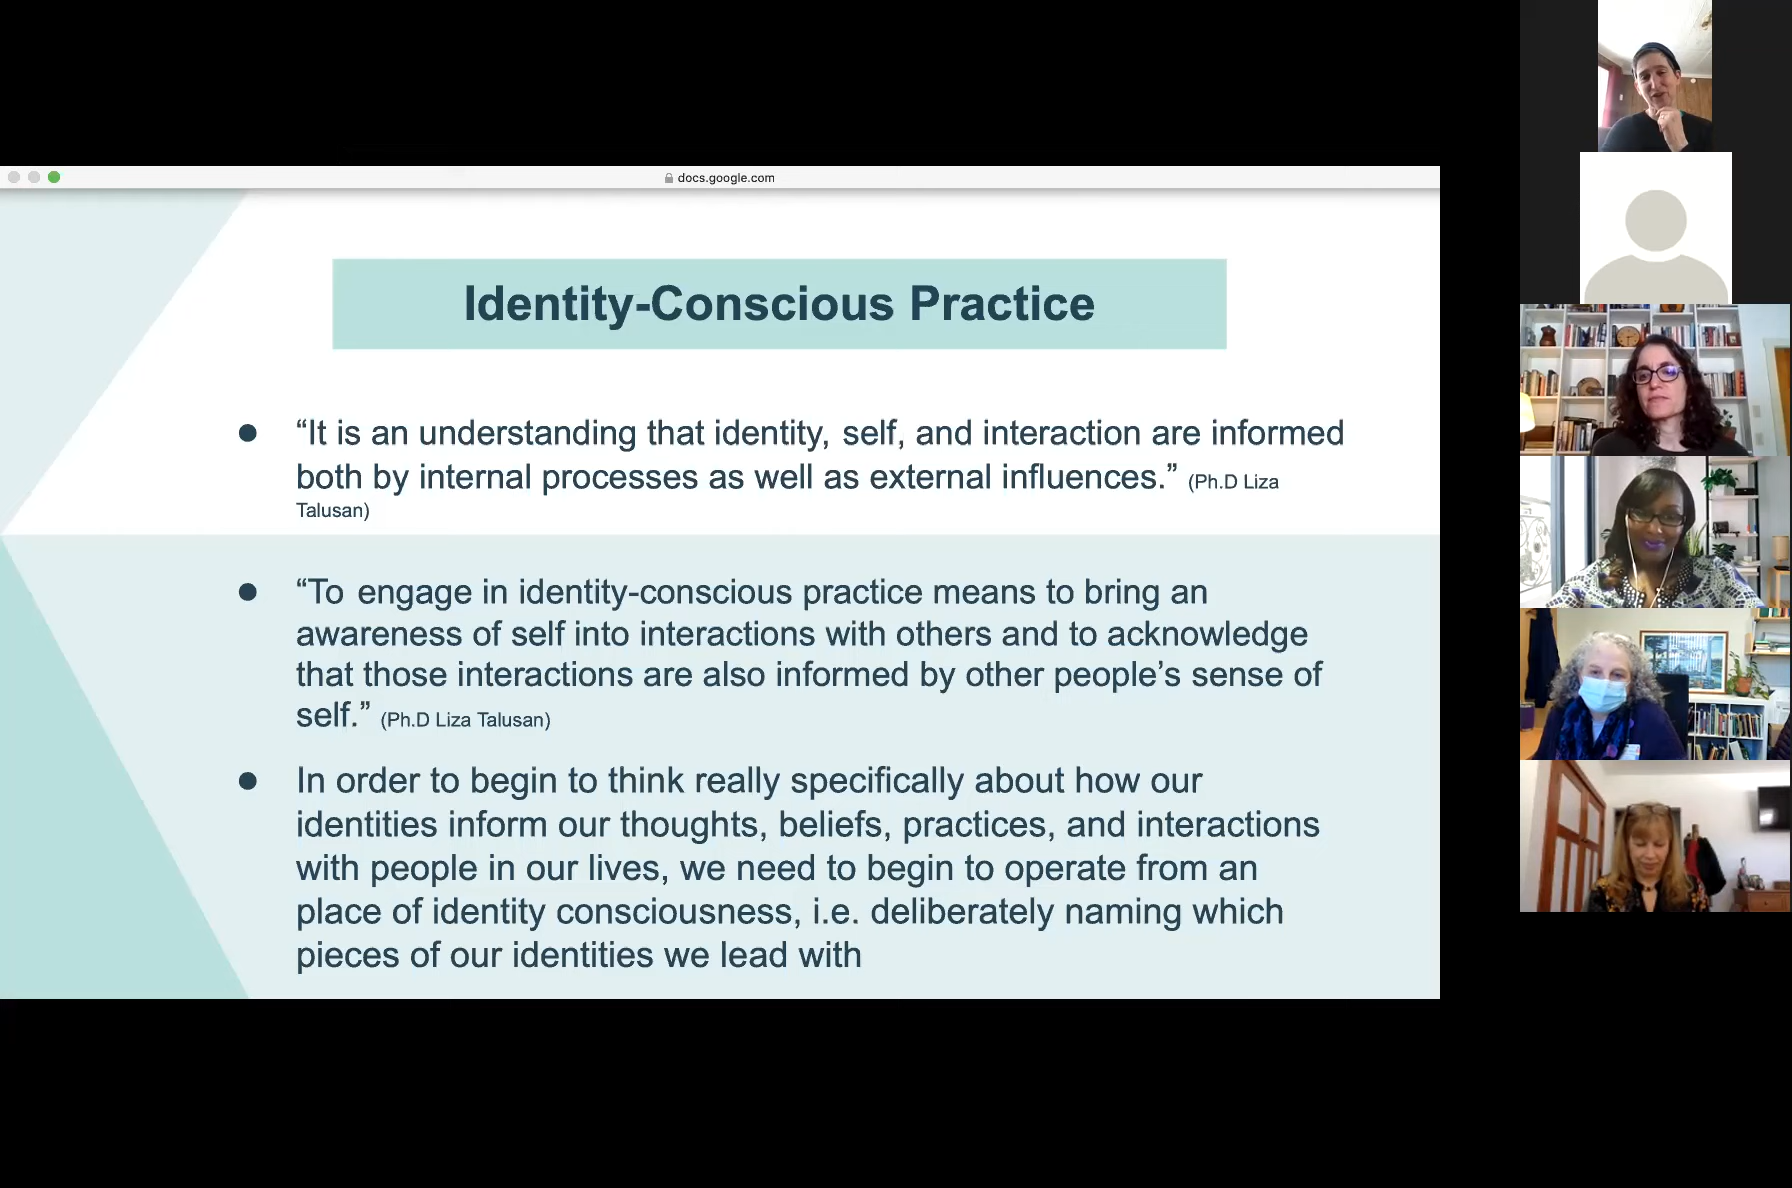 docs.google.com
Identity-Conscious Practice
● “It is an understanding that identity, self, and interaction are informed
both by internal processes as well as external influences.” (Ph.D Liza
Talusan)
● “To engage in identity-conscious practice means to bring an
awareness of self into interactions with others and to acknowledge
that those interactions are also informed by other people’s sense of
self.” (Ph.D Liza Talusan)
● In order to begin to think really specifically about how our
identities inform our thoughts, beliefs, practices, and interactions
with people in our lives, we need to begin to operate from an
place of identity consciousness, i.e. deliberately naming which
pieces of our identities we lead with